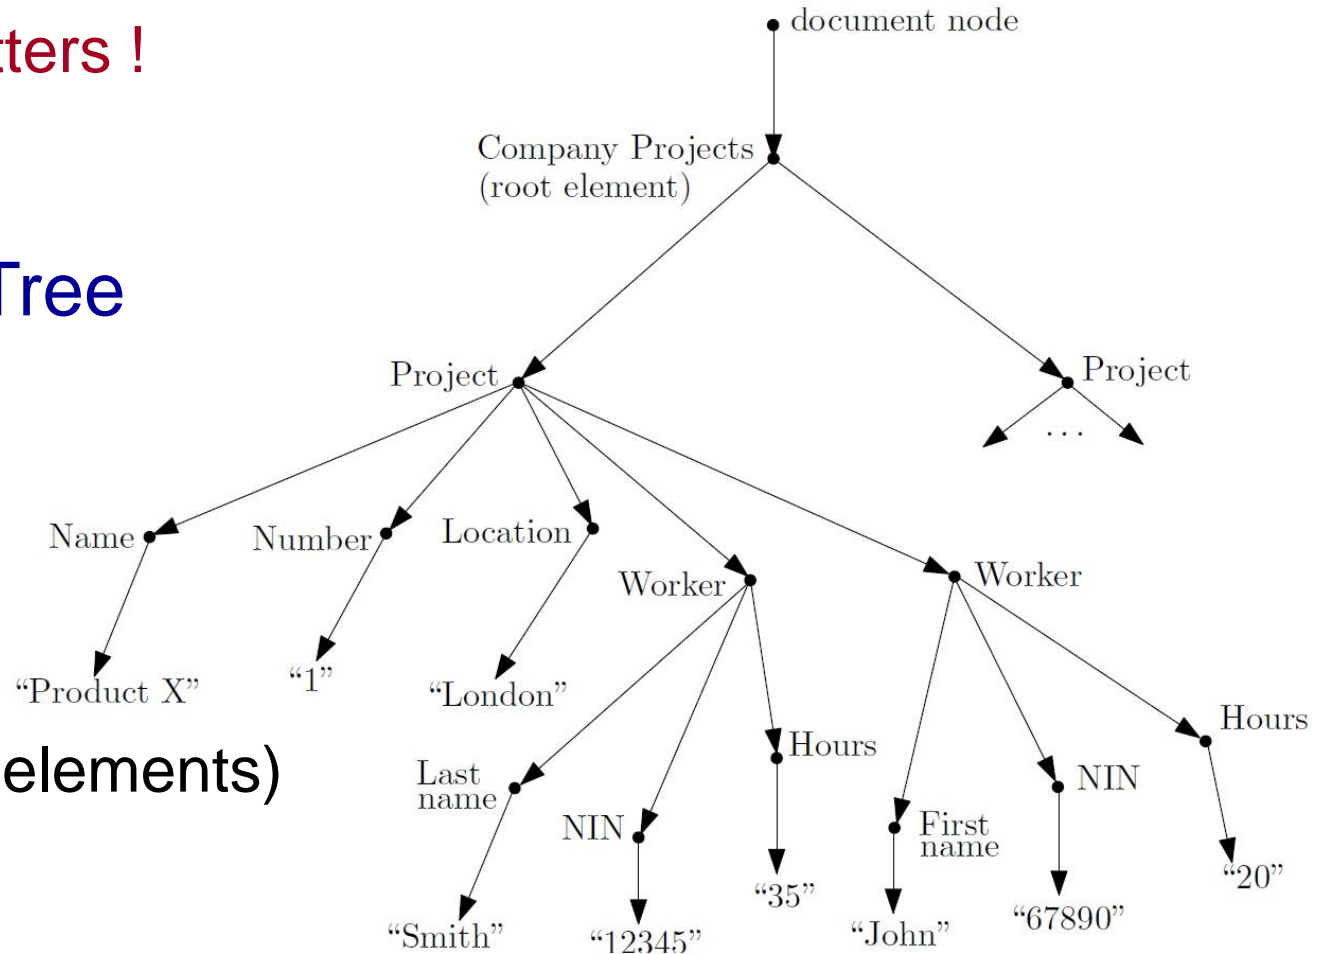 document node
tters !
Company Projects
(root element)
Tree
Project
Project
. . .
Name
Number
Location
Worker
Worker
“Product X”
“1”
“London”
Hours
elements)
Last
name
Hours
NIN
NIN
First
name
“35”
“20”
“Smith”
“12345”
“John”
“67890”